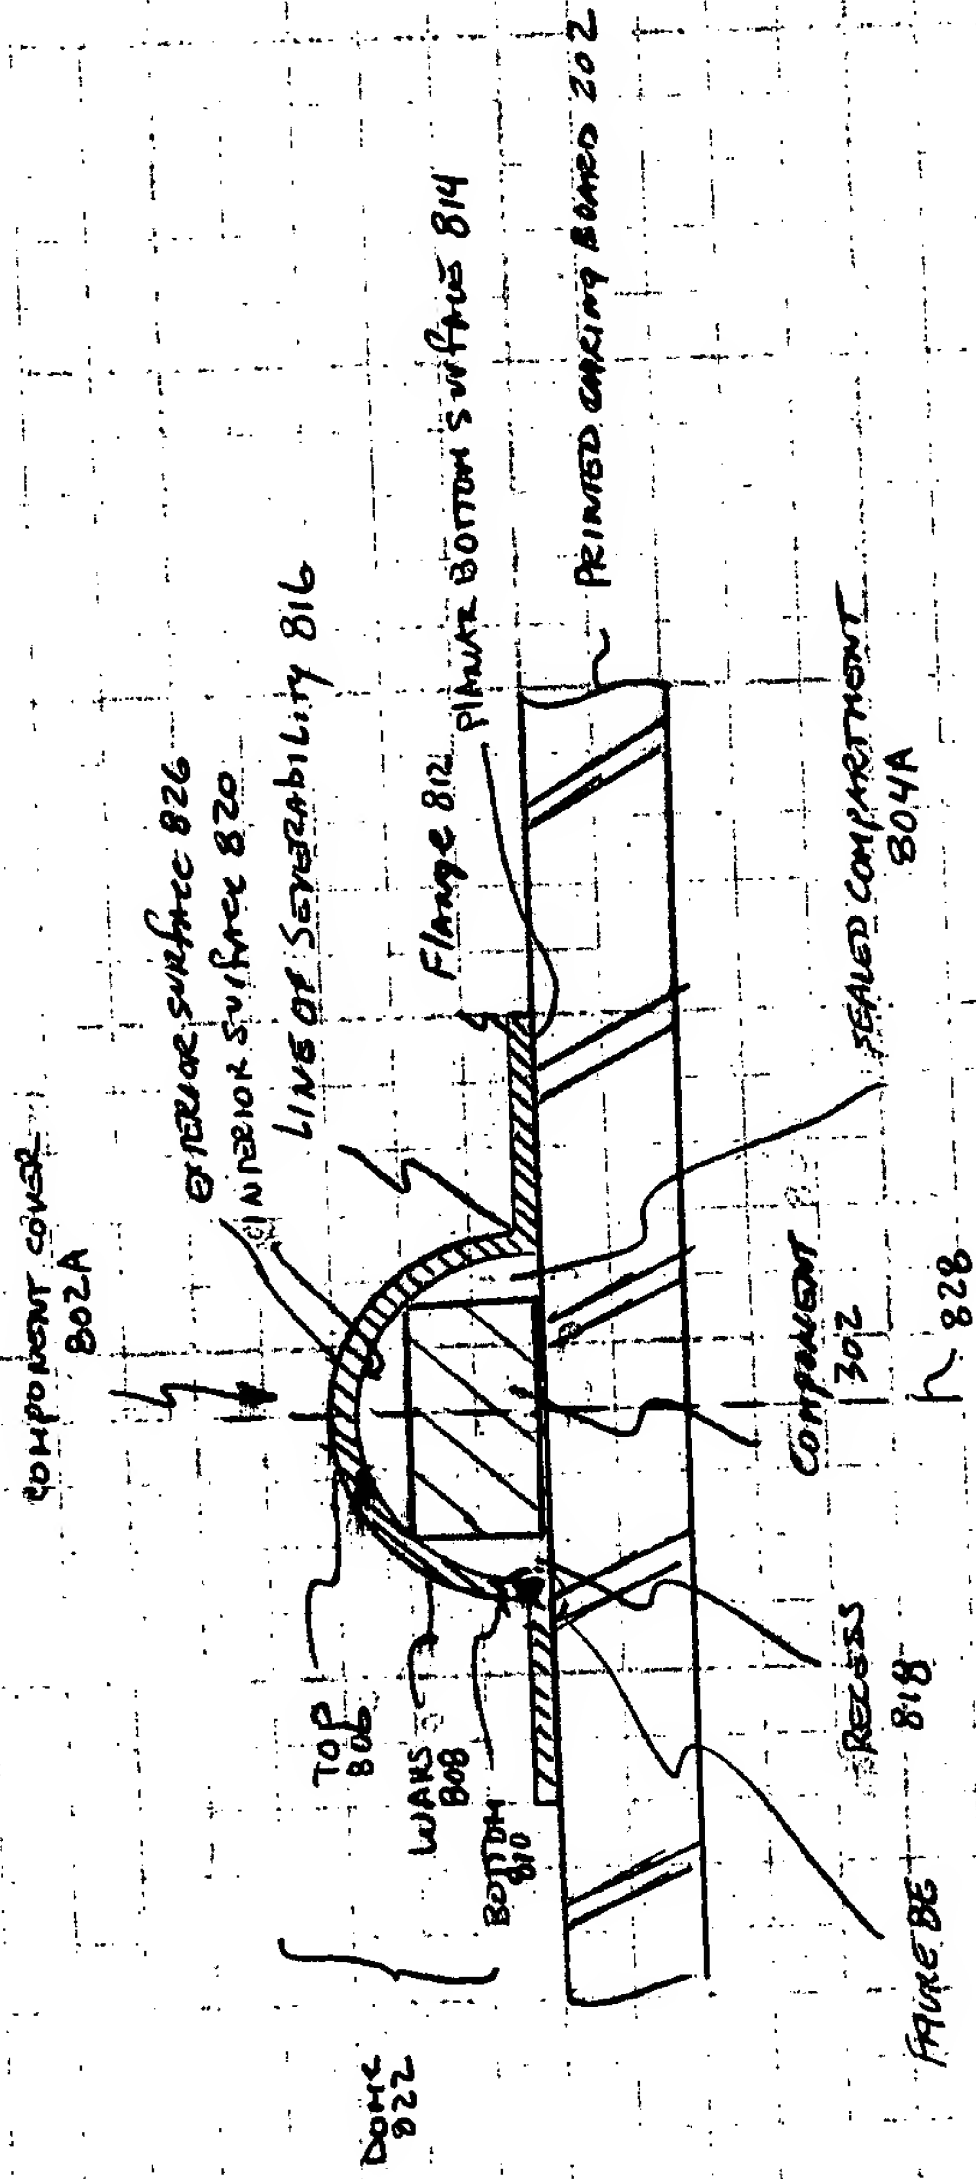 COMPONENT COVER
802A
EXTERIOR SURFACE 826
INTERIOR SURFACE 820
LINE OF SEVERABILITY 816
Flange 812
PLANAR BOTTOM SURFACE 814
PRINTED WIRING BOARD 202
DOME
822
TOP
806
WALLS
808
BOTTOM
810
FIGURE 8E
RECESS
818
COMPONENT
302
828
SEALED COMPARTMENT
804A